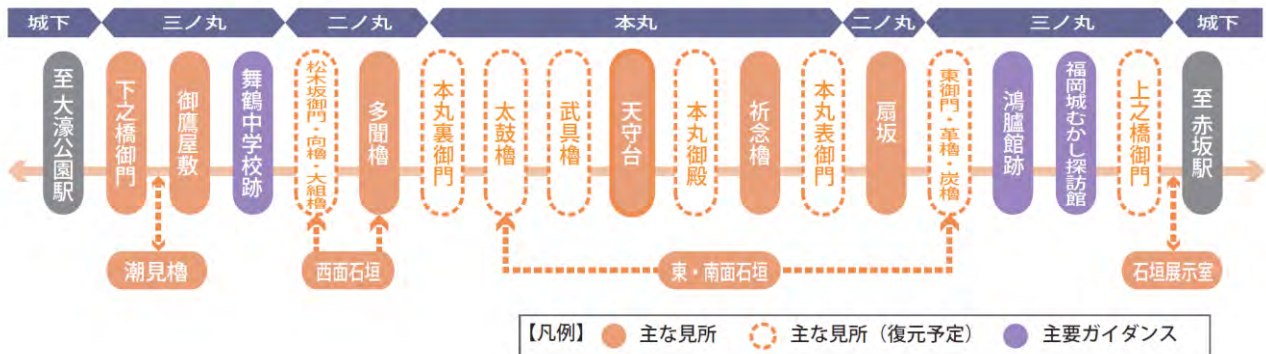 城下
三ノ丸
二ノ丸
本丸
二ノ丸
三ノ丸
城下
至 大濠公園駅
下之橋御門
御鷹屋敷
舞鶴中学校跡
松木坂御門・向櫓・大組櫓
多聞櫓
本丸裏御門
太鼓櫓
武具櫓
天守台
本丸御殿
祈念櫓
本丸表御門
扇坂
東御門・革櫓・炭櫓
鴻臚館跡
福岡城むかし探訪館
上之橋御門
至 赤坂駅
潮見櫓
西面石垣
東・南面石垣
石垣展示室
【凡例】 主な見所 主な見所（復元予定） 主要ガイダンス